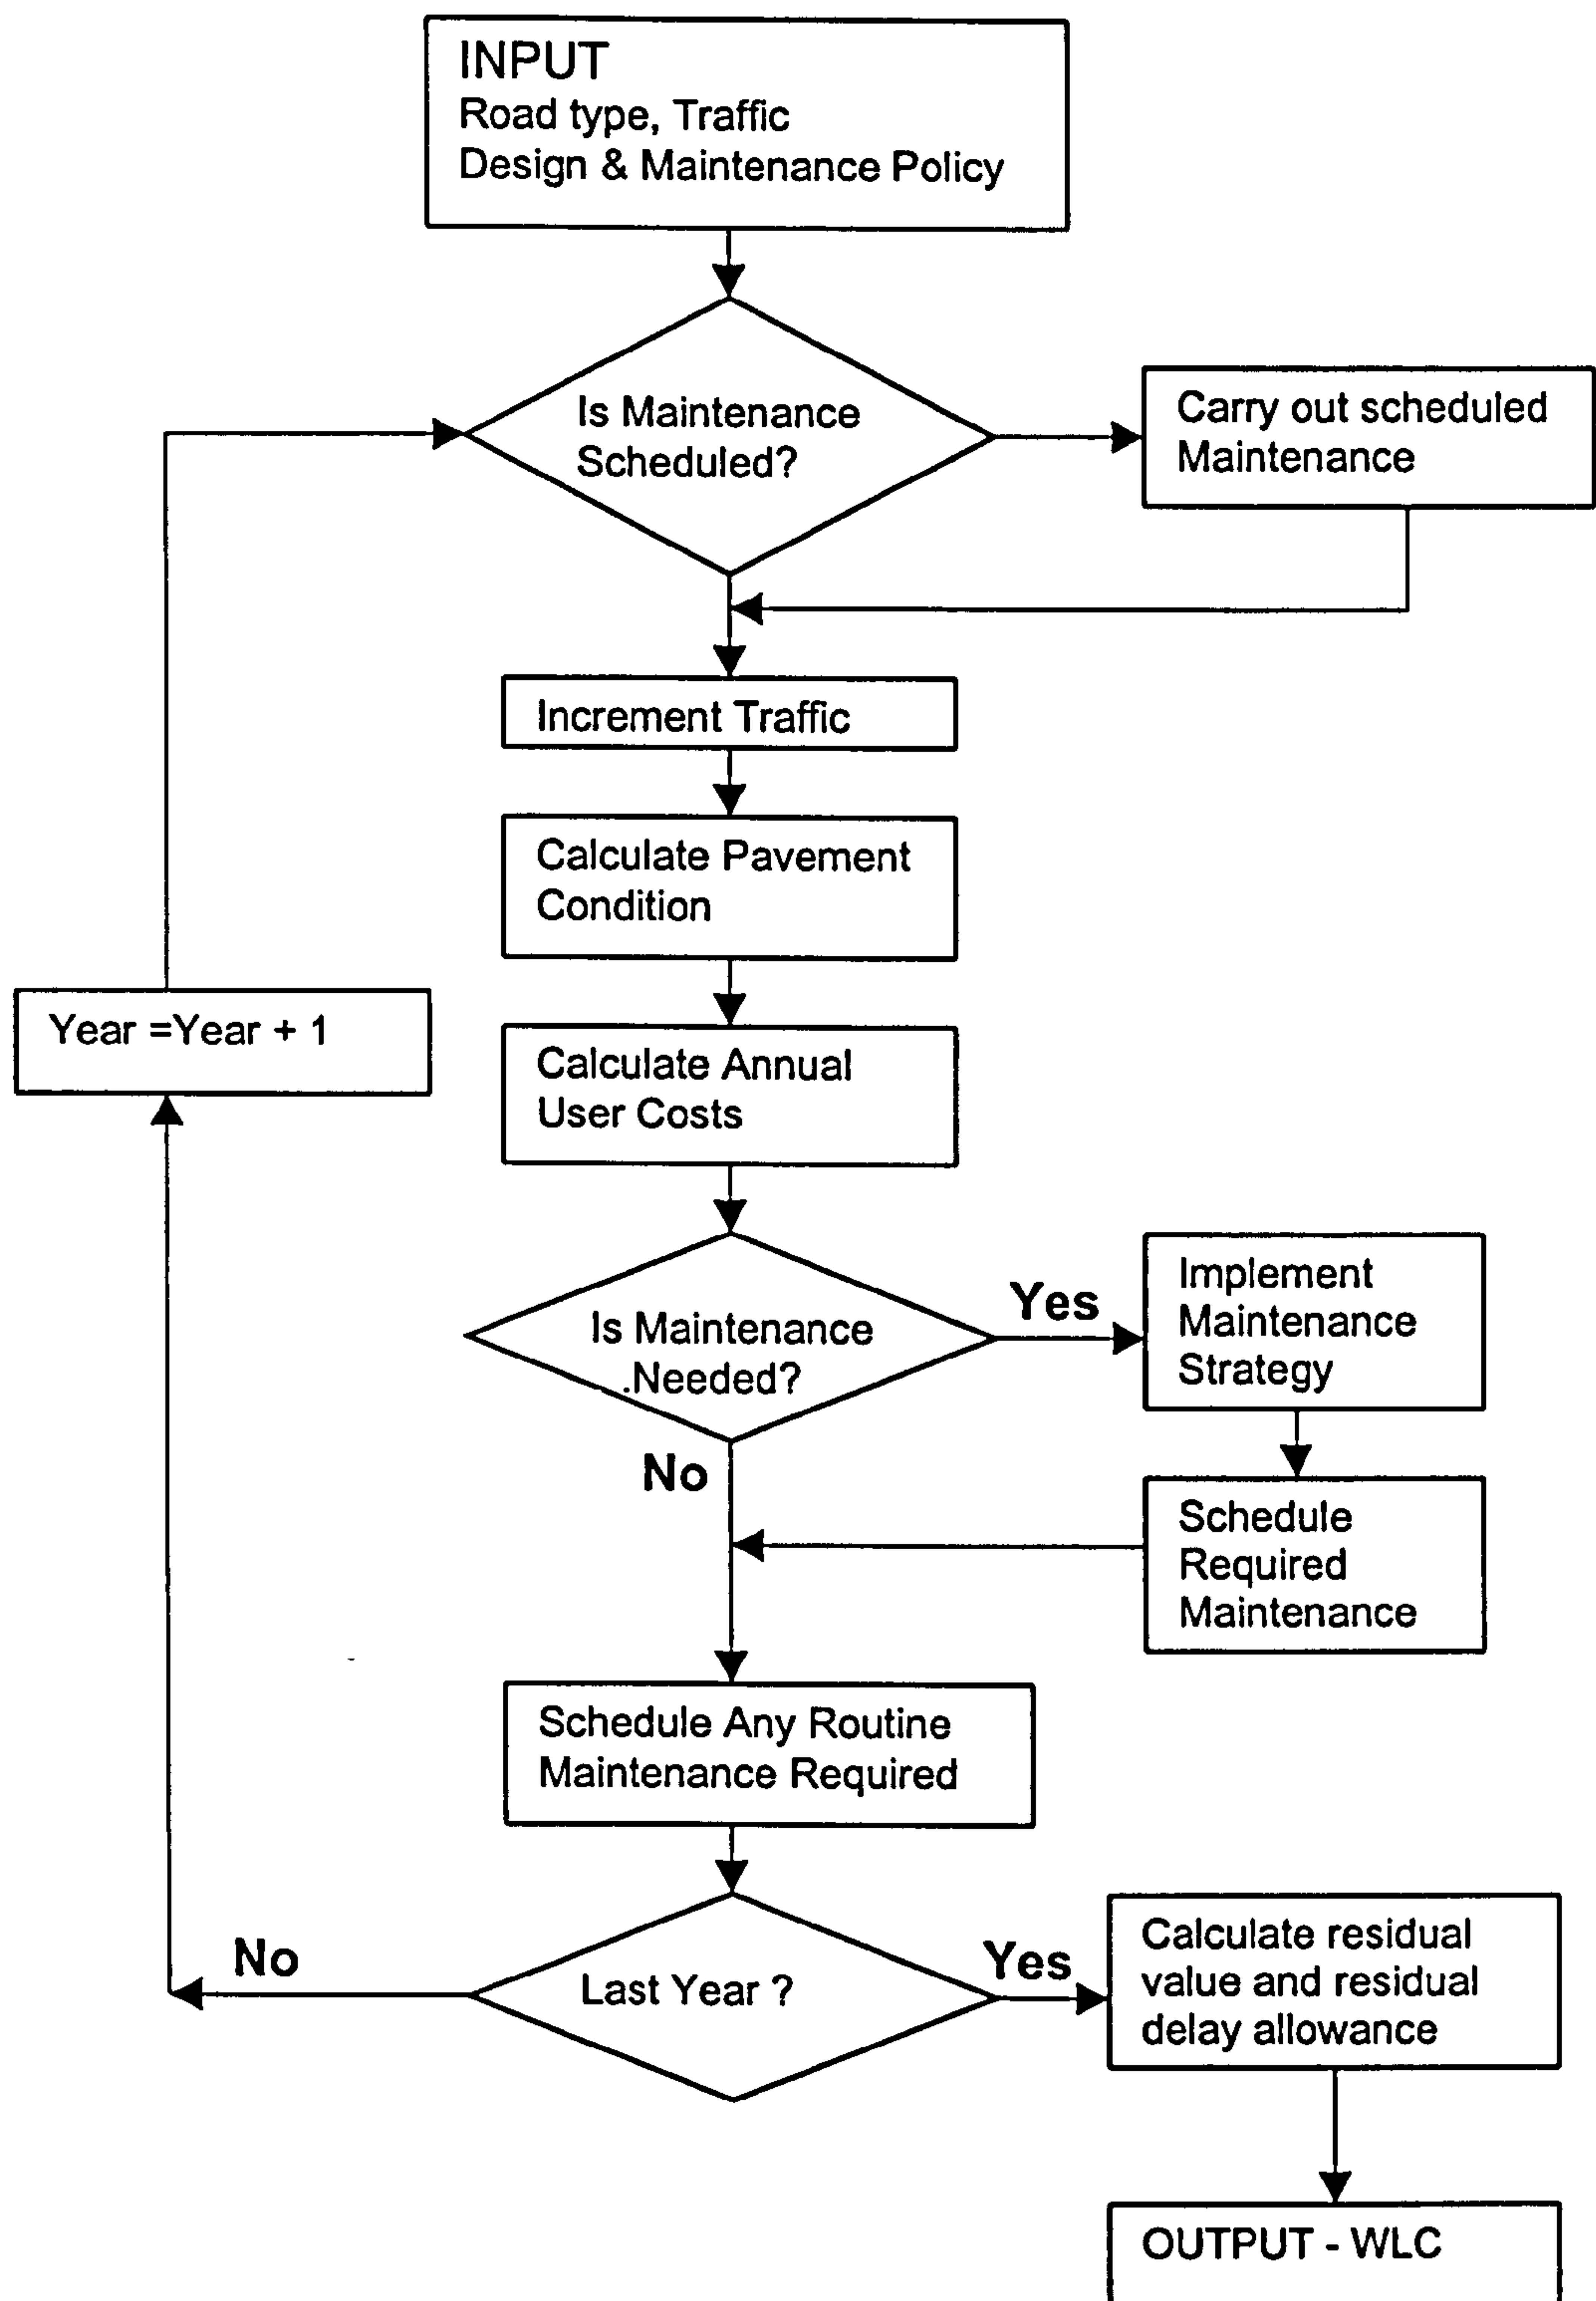 INPUT
Road type, Traffic
Design & Maintenance Policy
Is Maintenance
Scheduled?
Carry out scheduled
Maintenance
Increment Traffic
Calculate Pavement
Condition
Year =Year + 1
Calculate Annual
User Costs
Is Maintenance
.Needed?
Yes
Implement
Maintenance
Strategy
No
Schedule
Required
Maintenance
Schedule Any Routine
Maintenance Required
Last Year ?
No
Yes
Calculate residual
value and residual
delay allowance
OUTPUT - WLC